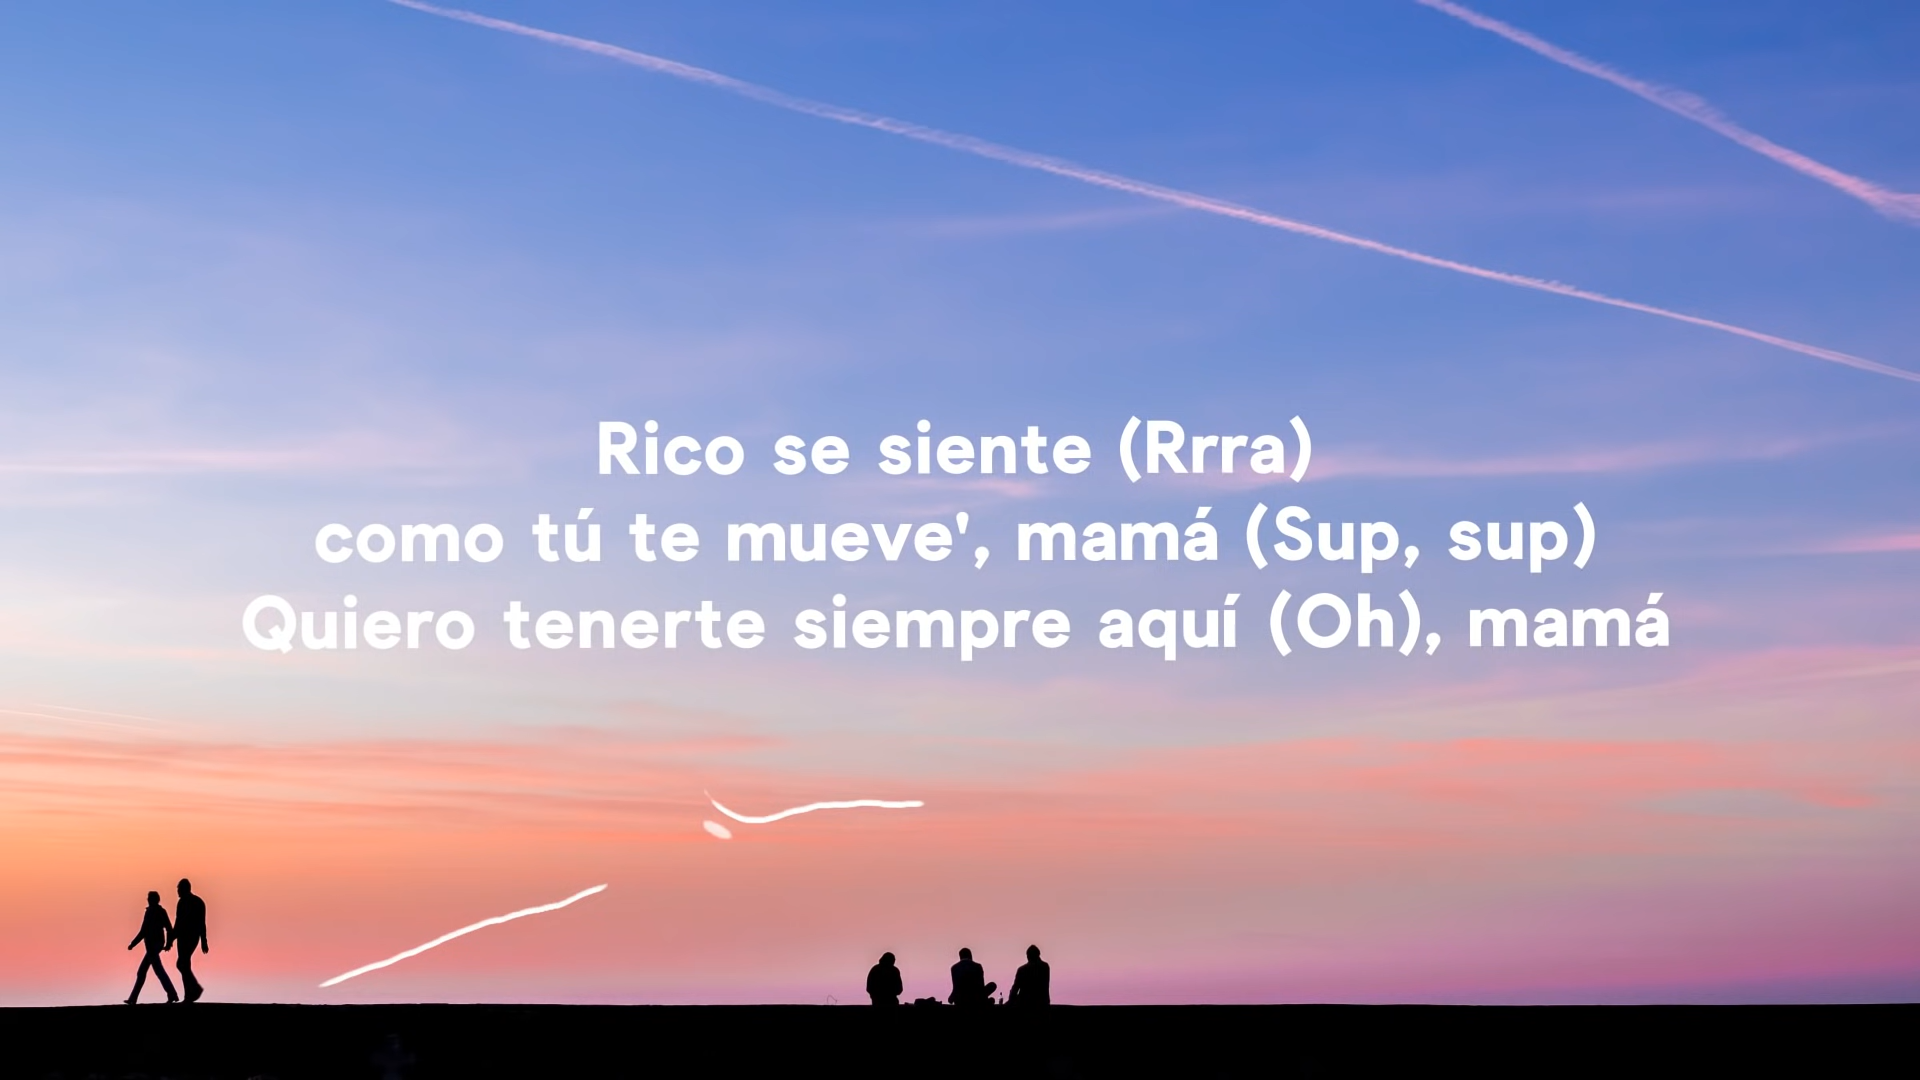 Rico se siente (Rrra)
como tú te mueve', mamá (Sup, sup)
Quiero tenerte siempre aquí (Oh), mamá